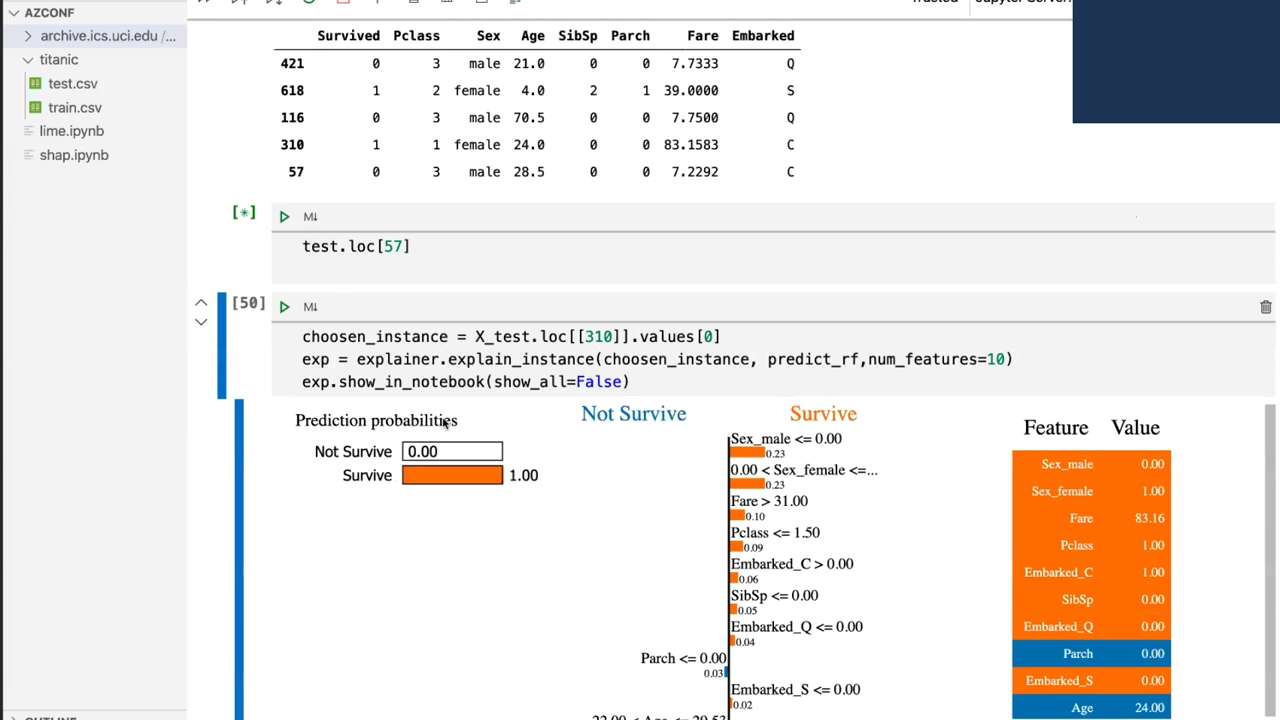 AZCONF
archive.ics.uci.edu /...
titanic
test.csv
train.csv
lime.ipynb
shap.ipynb
Survived Pclass Sex Age SibSp Parch Fare Embarked
421 0 3 male 21.0 0 0 7.7333 Q
618 1 2 female 4.0 2 1 39.0000 S
116 0 3 male 70.5 0 0 7.7500 Q
310 1 1 female 24.0 0 0 83.1583 C
57 0 3 male 28.5 0 0 7.2292 C
[*] M↓
test.loc[57]
[50] M↓
choosen_instance = X_test.loc[[310]].values[0]
exp = explainer.explain_instance(choosen_instance, predict_rf,num_features=10)
exp.show_in_notebook(show_all=False)
Prediction probabilities
Not Survive 0.00
Survive 1.00
Not Survive Survive
Sex_male <= 0.00
0.23
0.00 < Sex_female <=...
0.23
Fare > 31.00
0.10
Pclass <= 1.50
0.09
Embarked_C > 0.00
0.06
SibSp <= 0.00
0.05
Embarked_Q <= 0.00
0.04
Parch <= 0.00
0.03
Embarked_S <= 0.00
0.02
22.00 < Age <= 29.53
Feature Value
Sex_male 0.00
Sex_female 1.00
Fare 83.16
Pclass 1.00
Embarked_C 1.00
SibSp 0.00
Embarked_Q 0.00
Parch 0.00
Embarked_S 0.00
Age 24.00